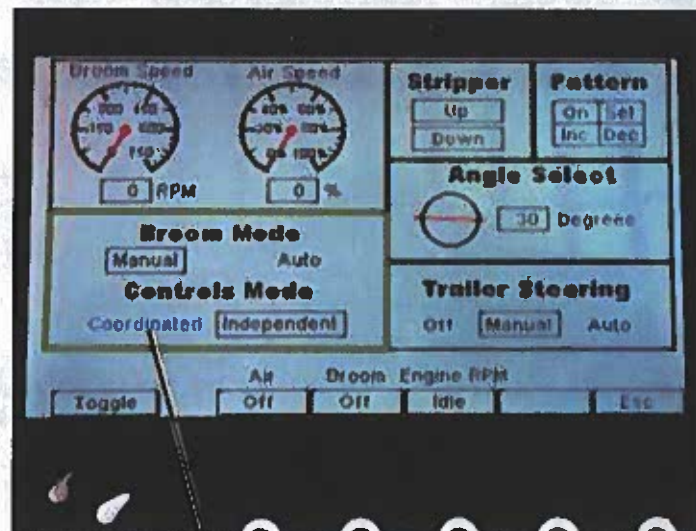 Broom Speed
Air Speed
0 RPM
0 %
Stripper
Up
Down
Pattern
On Sel
Inc Dec
Angle Select
30 Degrees
Broom Mode
Manual Auto
Controls Mode
Coordinated Independent
Trailer Steering
Off Manual Auto
Air Broom Engine RPM
Toggle Off Off Idle Esc